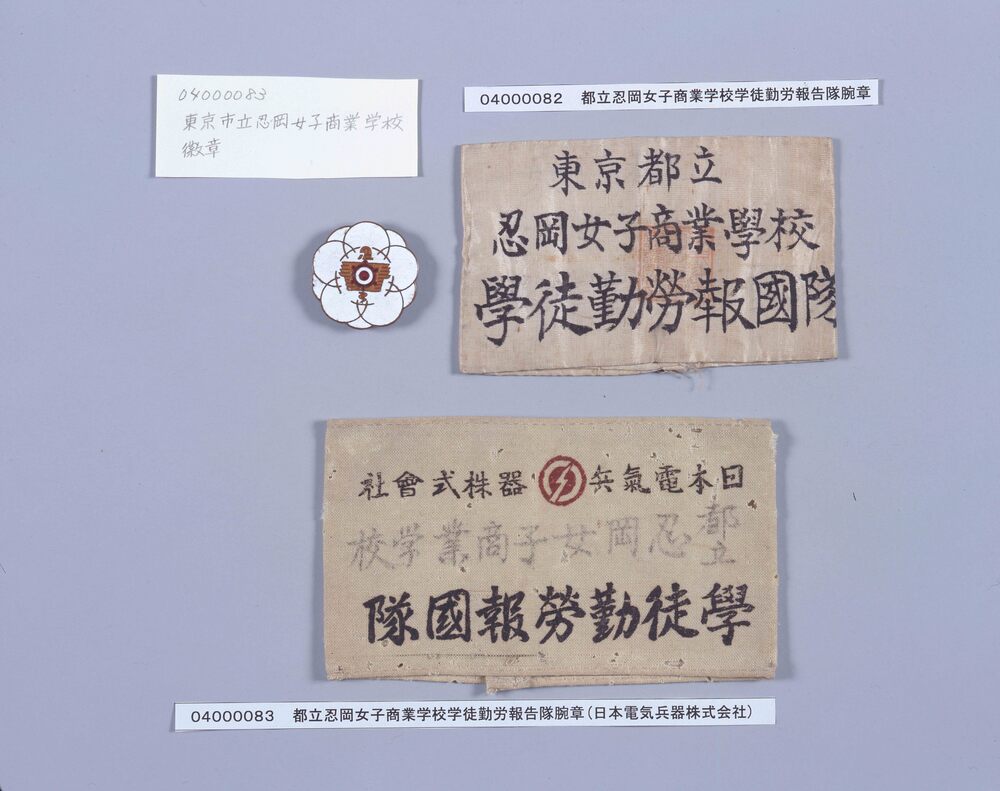 04000083
東京市立忍岡女子商業学校
徽章
04000082 都立忍岡女子商業学校学徒勤労報告隊腕章
東京都立
忍岡女子商業學校
學徒勤勞報國隊
日本電氣兵器株式會社
都立忍岡女子商業学校
學徒勤勞報國隊
04000083 都立忍岡女子商業学校学徒勤労報告隊腕章(日本電気兵器株式会社)